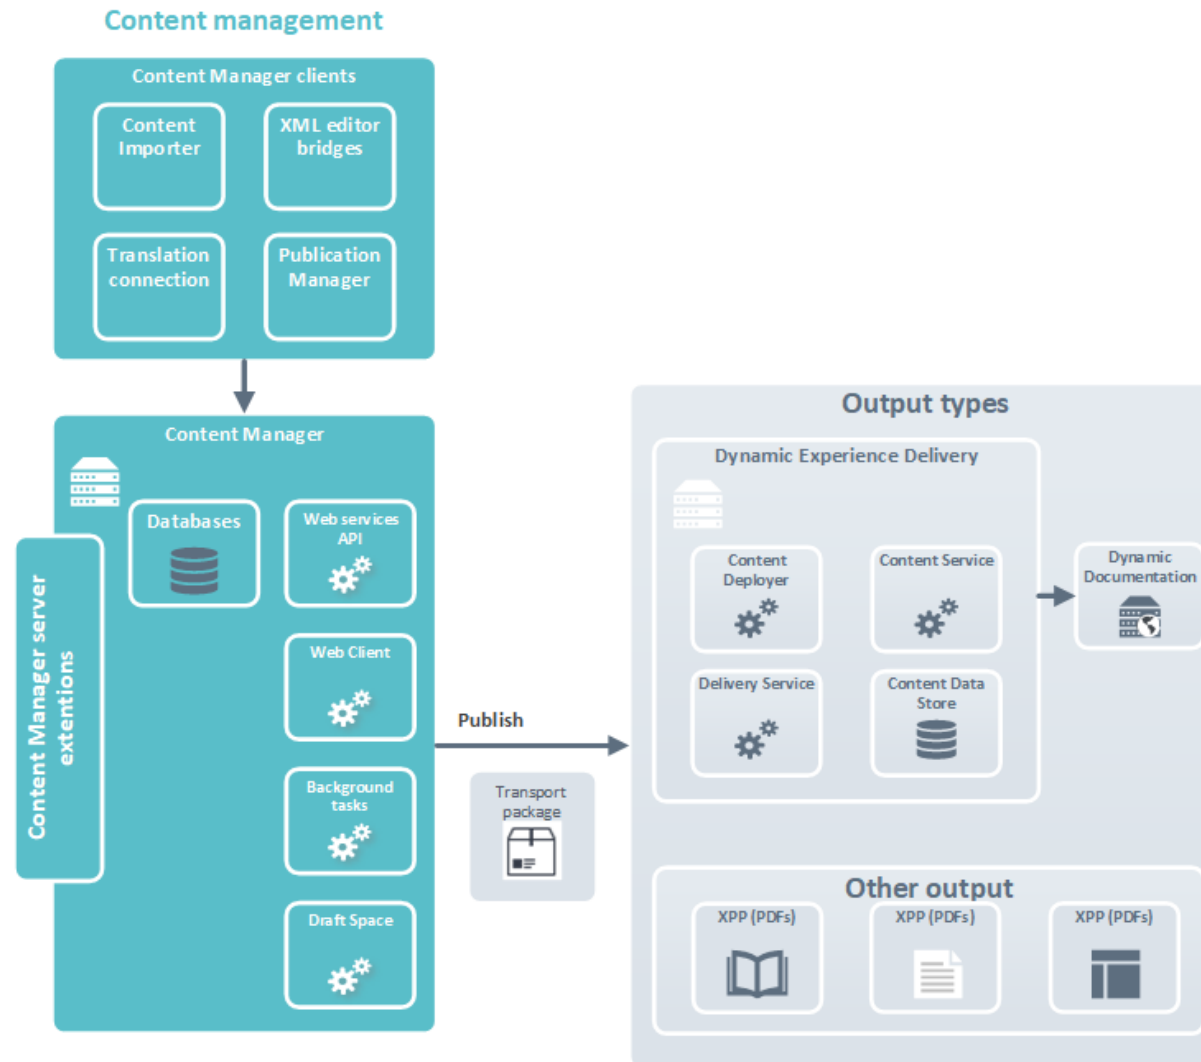 Content management
Content Manager clients
Content
Importer
XML editor
bridges
Translation
connection
Publication
Manager
Content Manager
Databases
Web services
API
Web Client
Background
tasks
Draft Space
Content Manager server
extentions
Publish
Transport
package
Output types
Dynamic Experience Delivery
Content
Deployer
Content Service
Delivery Service
Content Data
Store
Dynamic
Documentation
Other output
XPP (PDFs)
XPP (PDFs)
XPP (PDFs)